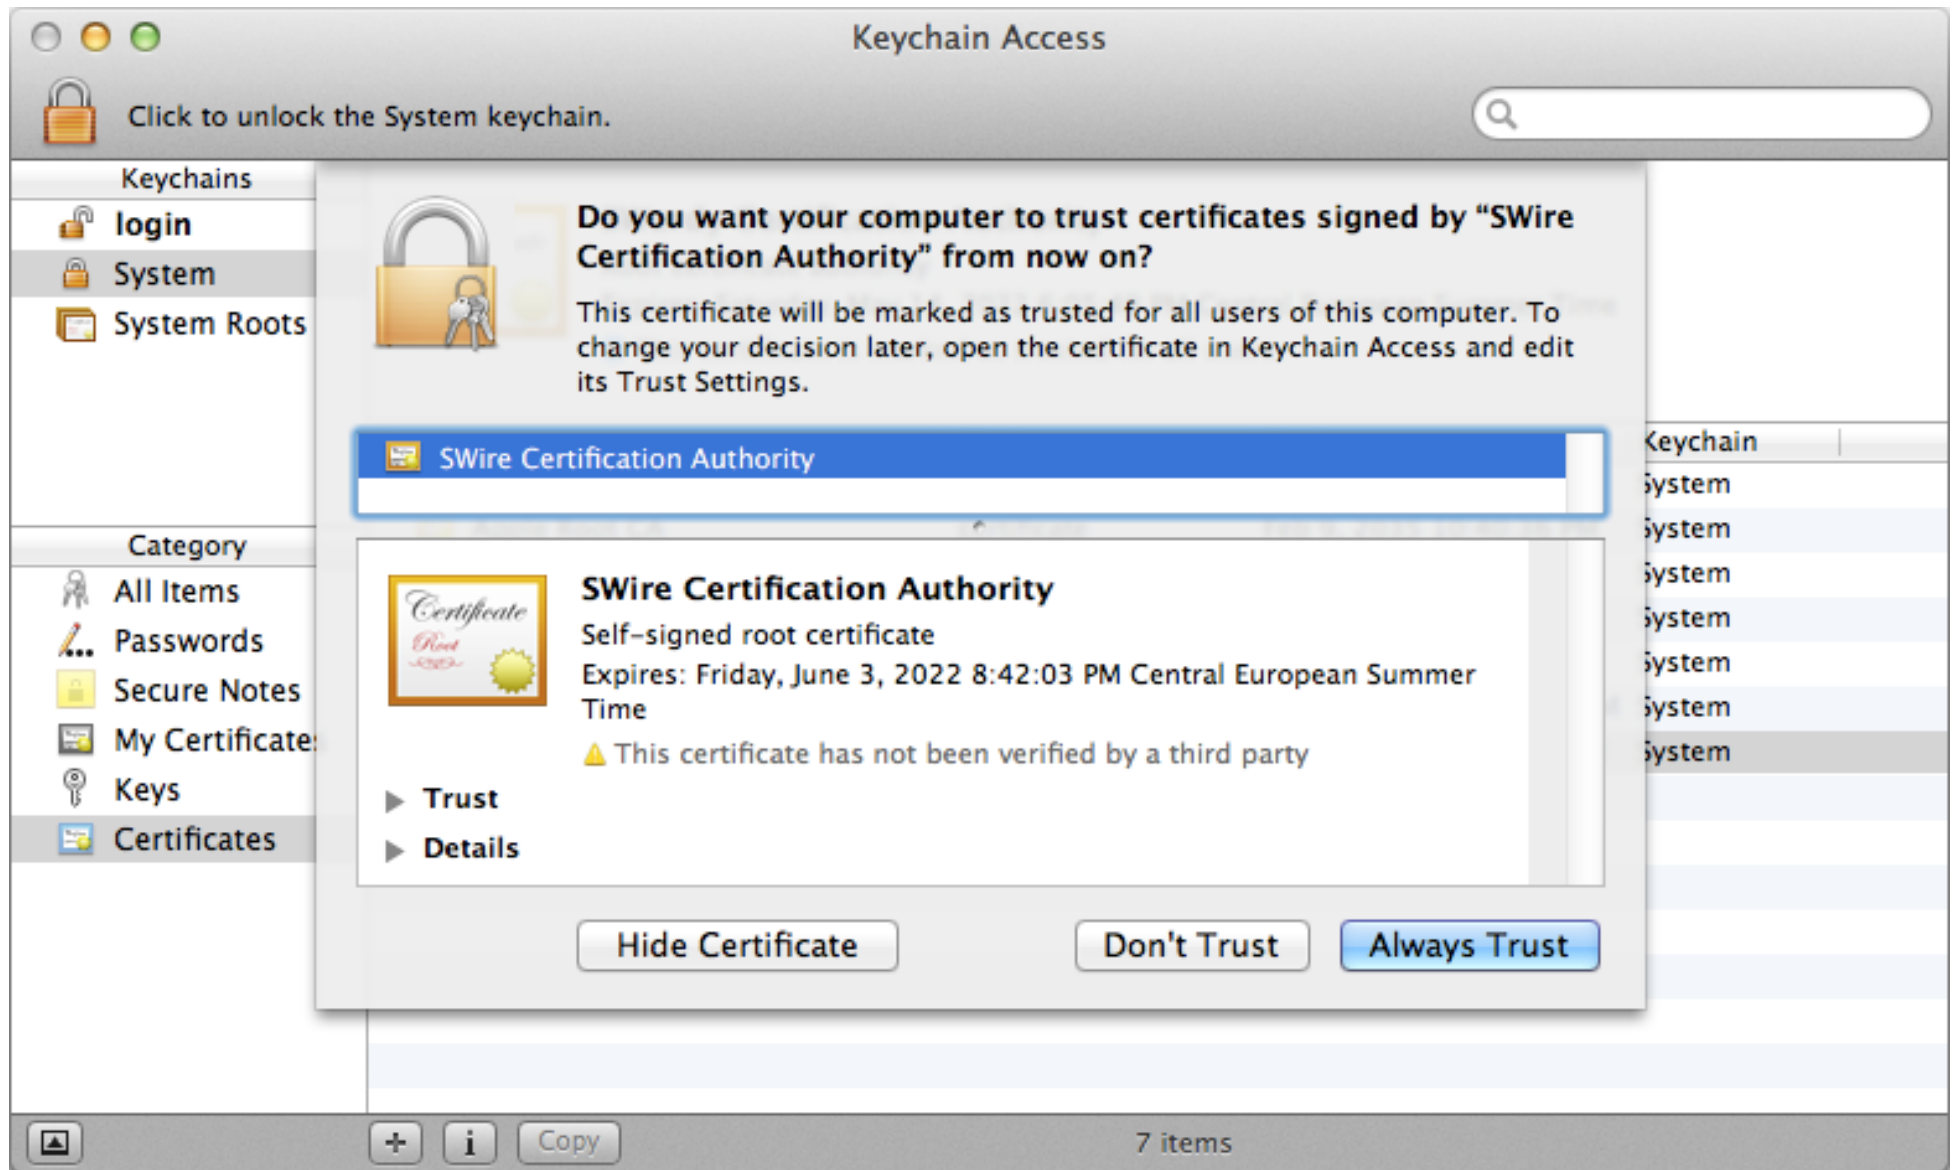 Keychain Access
Click to unlock the System keychain.
Keychains
login
System
System Roots
Category
All Items
Passwords
Secure Notes
My Certificate
Keys
Certificates
Do you want your computer to trust certificates signed by “SWire
Certification Authority” from now on?
This certificate will be marked as trusted for all users of this computer. To
change your decision later, open the certificate in Keychain Access and edit
its Trust Settings.
SWire Certification Authority
Certificate
Root
SWire Certification Authority
Self-signed root certificate
Expires: Friday, June 3, 2022 8:42:03 PM Central European Summer
Time
This certificate has not been verified by a third party
Trust
Details
Hide Certificate
Don't Trust
Always Trust
Keychain
System
System
System
System
System
System
System
Copy
7 items